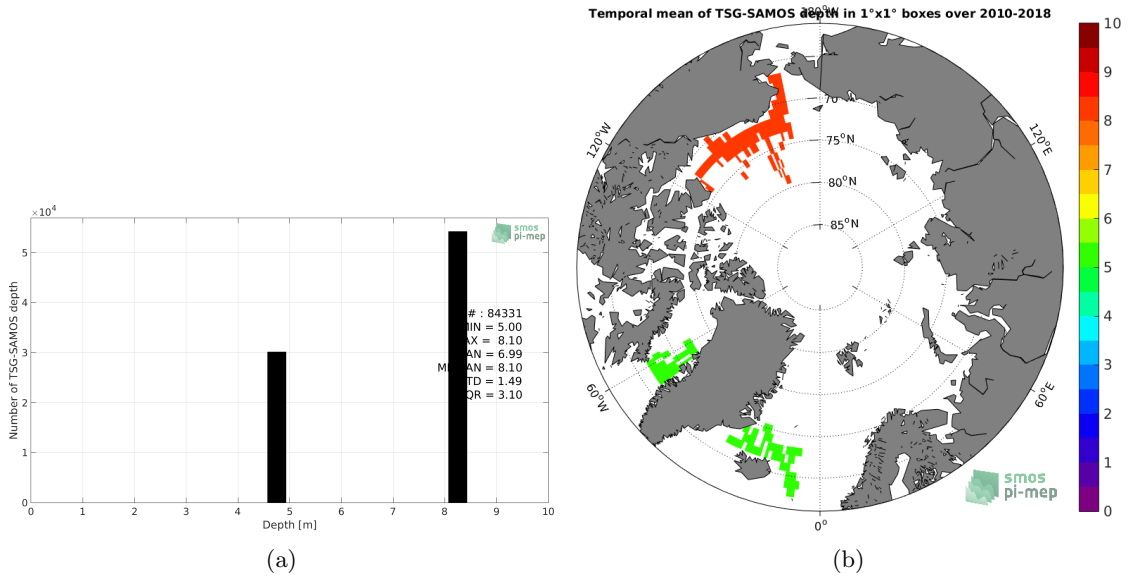 Temporal mean of TSG-SAMOS depth in 1°x1° boxes over 2010-2018
180°W
120°W
120°E
60°W
60°E
0°
70
75°N
80°N
85°N
10
9
8
7
6
5
4
3
2
1
0
smos
pi-mep
×10⁴
smos
pi-mep
5
4
3
2
1
0
Number of TSG-SAMOS depth
# : 84331
MIN = 5.00
AX = 8.10
AN = 6.99
AN = 8.10
TD = 1.49
QR = 3.10
0 1 2 3 4 5 6 7 8 9 10
Depth [m]
(a)
(b)